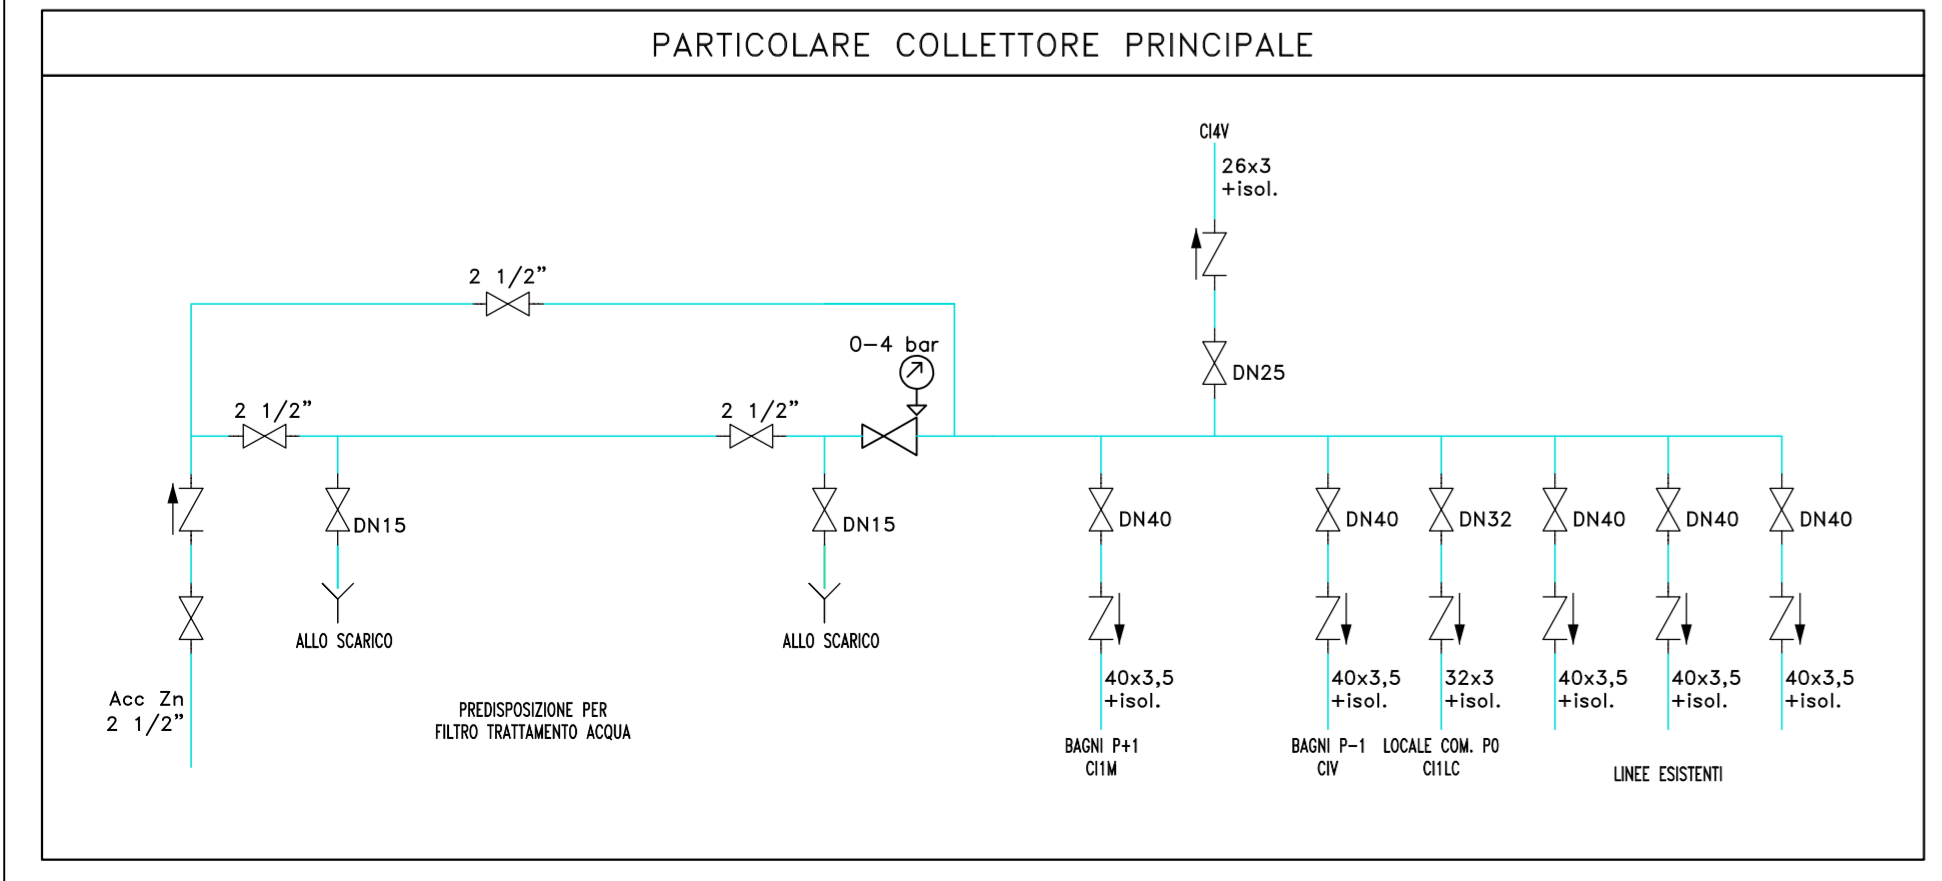 PARTICOLARE COLLETTORE PRINCIPALE
CI4V
26x3
+isol.
2 1/2”
0-4 bar
DN25
2 1/2”
2 1/2”
DN15
DN15
DN40
DN40
DN32
DN40
DN40
DN40
ALLO SCARICO
ALLO SCARICO
Acc Zn
2 1/2”
PREDISPOSIZIONE PER
FILTRO TRATTAMENTO ACQUA
40x3,5
+isol.
40x3,5
+isol.
32x3
+isol.
40x3,5
+isol.
40x3,5
+isol.
40x3,5
+isol.
BAGNI P+1
CI1M
BAGNI P-1
CIV
LOCALE COM. P0
CI1LC
LINEE ESISTENTI